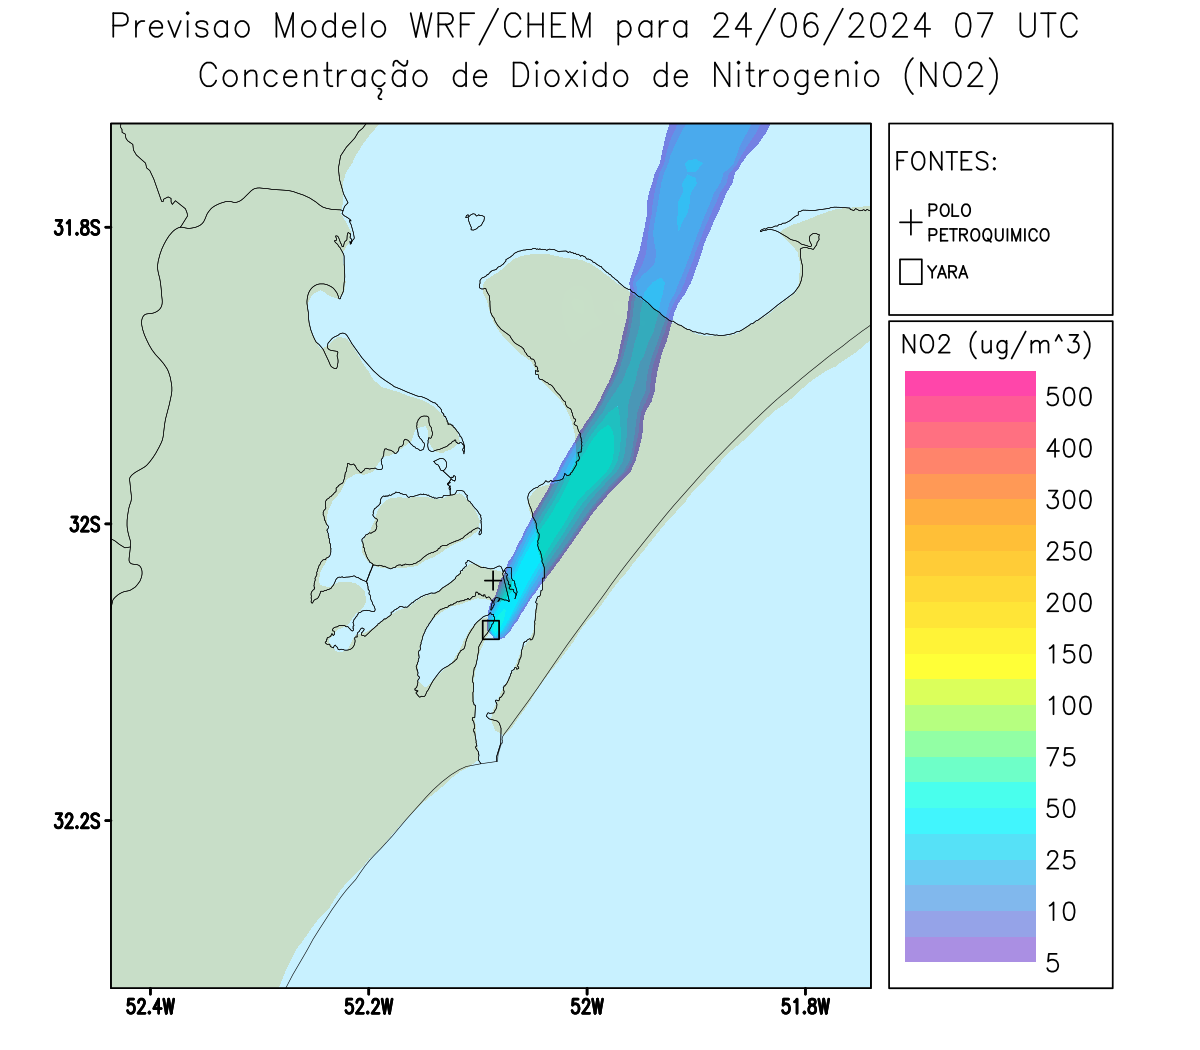 Previsao Modelo WRF/CHEM para 24/06/2024 07 UTC
Concentração de Dioxido de Nitrogenio (NO2)
FONTES:
POLO
PETROQUIMICO
YARA
NO2 (ug/m^3)
500
400
300
250
200
150
100
75
50
25
10
5
31.8S
32S
32.2S
52.4W
52.2W
52W
51.8W